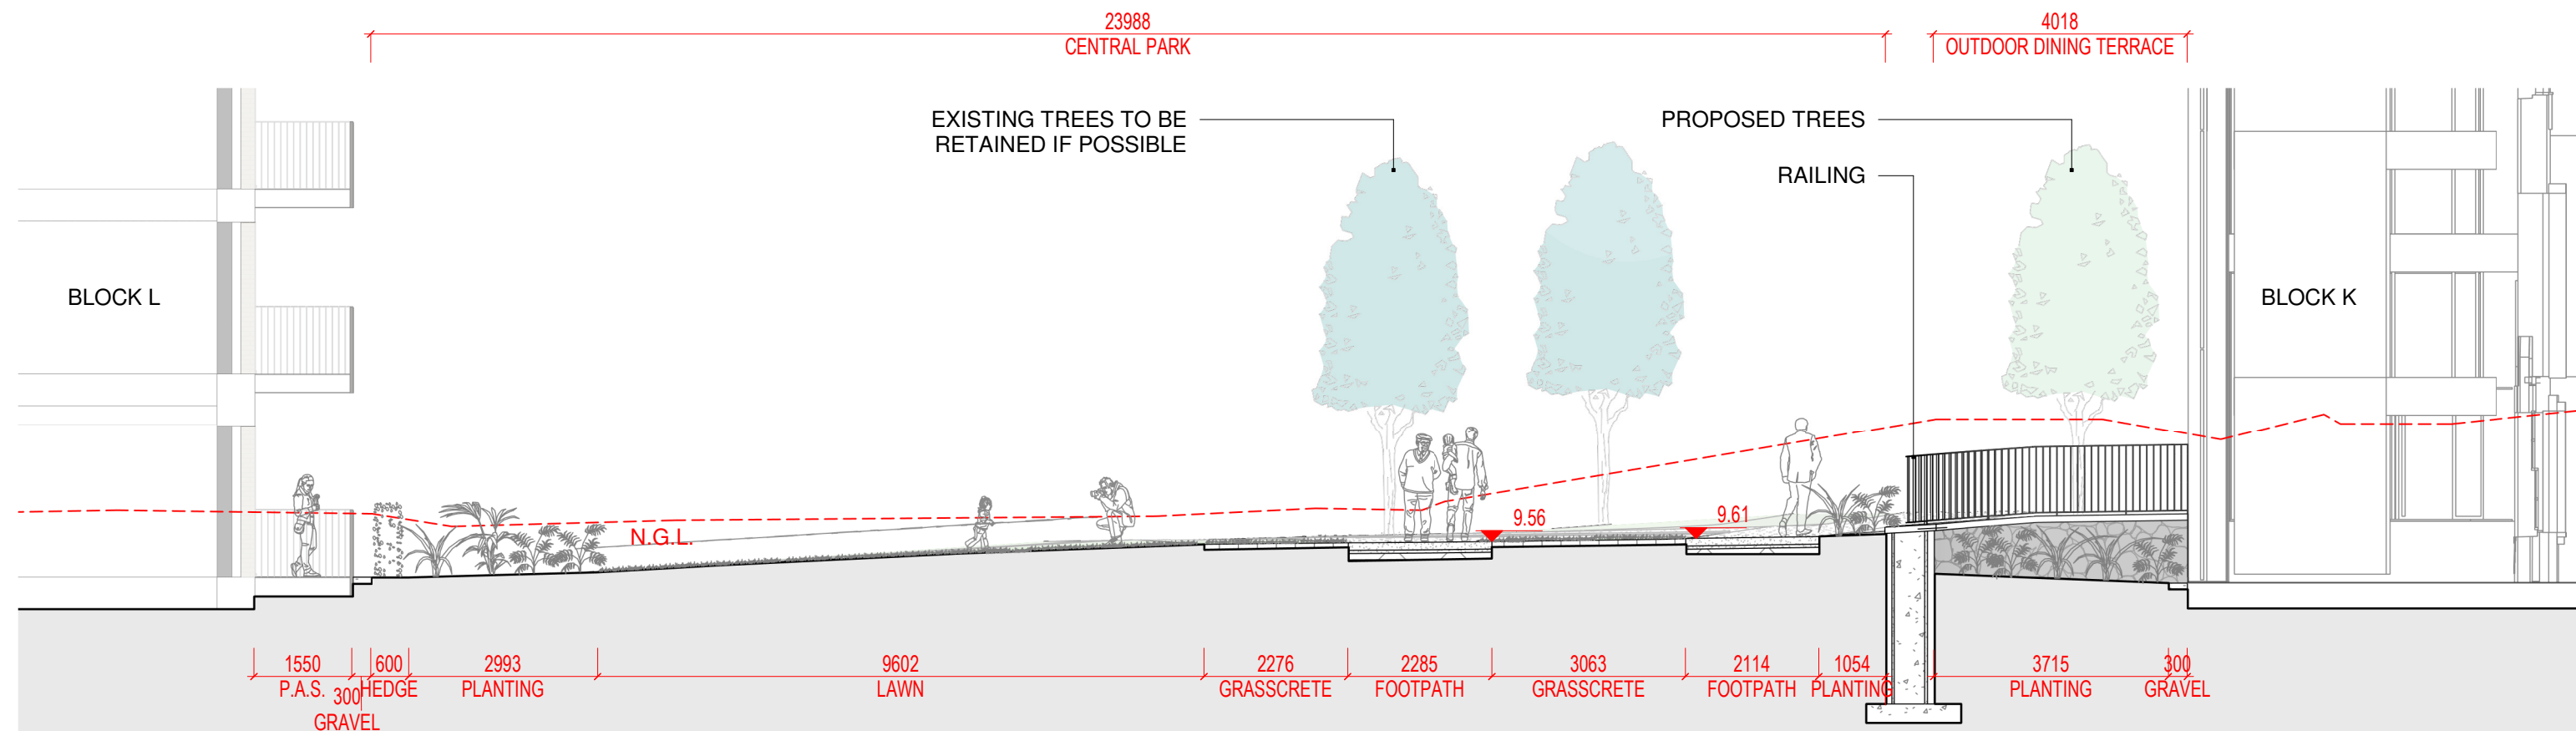 23988
CENTRAL PARK
4018
OUTDOOR DINING TERRACE
EXISTING TREES TO BE
RETAINED IF POSSIBLE
PROPOSED TREES
RAILING
BLOCK L
BLOCK K
N.G.L.
9.56
9.61
1550
P.A.S.
300
GRAVEL
600
HEDGE
2993
PLANTING
9602
LAWN
2276
GRASSCRETE
2285
FOOTPATH
3063
GRASSCRETE
2114
FOOTPATH
1054
PLANTING
3715
PLANTING
300
GRAVEL